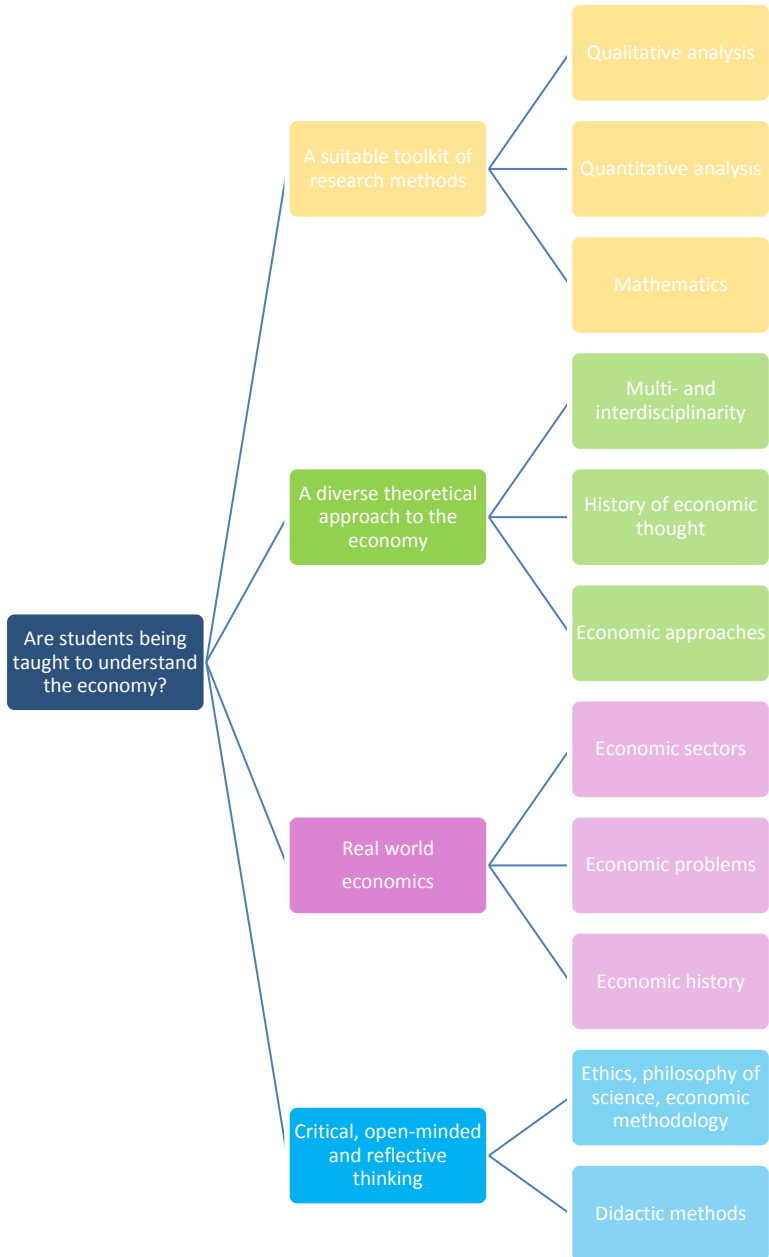 Are students being
taught to understand
the economy?
A suitable toolkit of
research methods
Qualitative analysis
Quantitative analysis
Mathematics
A diverse theoretical
approach to the
economy
Multi- and
interdisciplinarity
History of economic
thought
Economic approaches
Real world
economics
Economic sectors
Economic problems
Economic history
Critical, open-minded
and reflective
thinking
Ethics, philosophy of
science, economic
methodology
Didactic methods